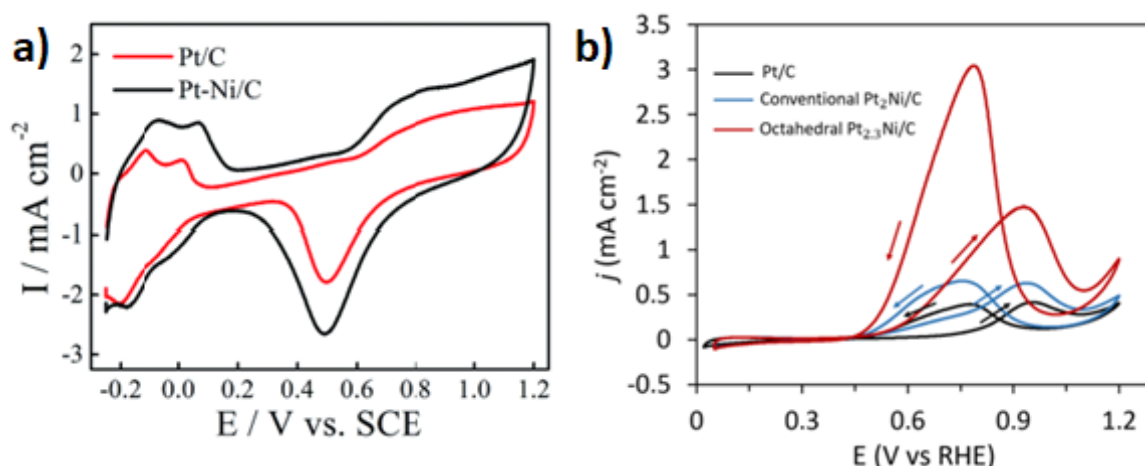 a)
Pt/C
Pt-Ni/C
2
1
0
-1
-2
-3
I / mA cm⁻²
-0.2 0.0 0.2 0.4 0.6 0.8 1.0 1.2
E / V vs. SCE
b)
Pt/C
Conventional Pt₂Ni/C
Octahedral Pt₂.₃Ni/C
3.5
3
2.5
2
1.5
1
0.5
0
-0.5
j (mA cm⁻²)
0 0.3 0.6 0.9 1.2
E (V vs RHE)